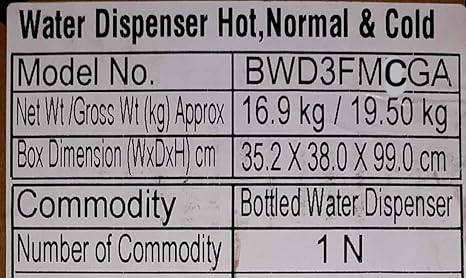 Water Dispenser Hot,Normal & Cold
Model No. BWD3FMCGA
Net Wt /Gross Wt (kg) Approx 16.9 kg / 19.50 kg
Box Dimension (WxDxH) cm 35.2 X 38.0 X 99.0 cm
Commodity Bottled Water Dispenser
Number of Commodity 1 N